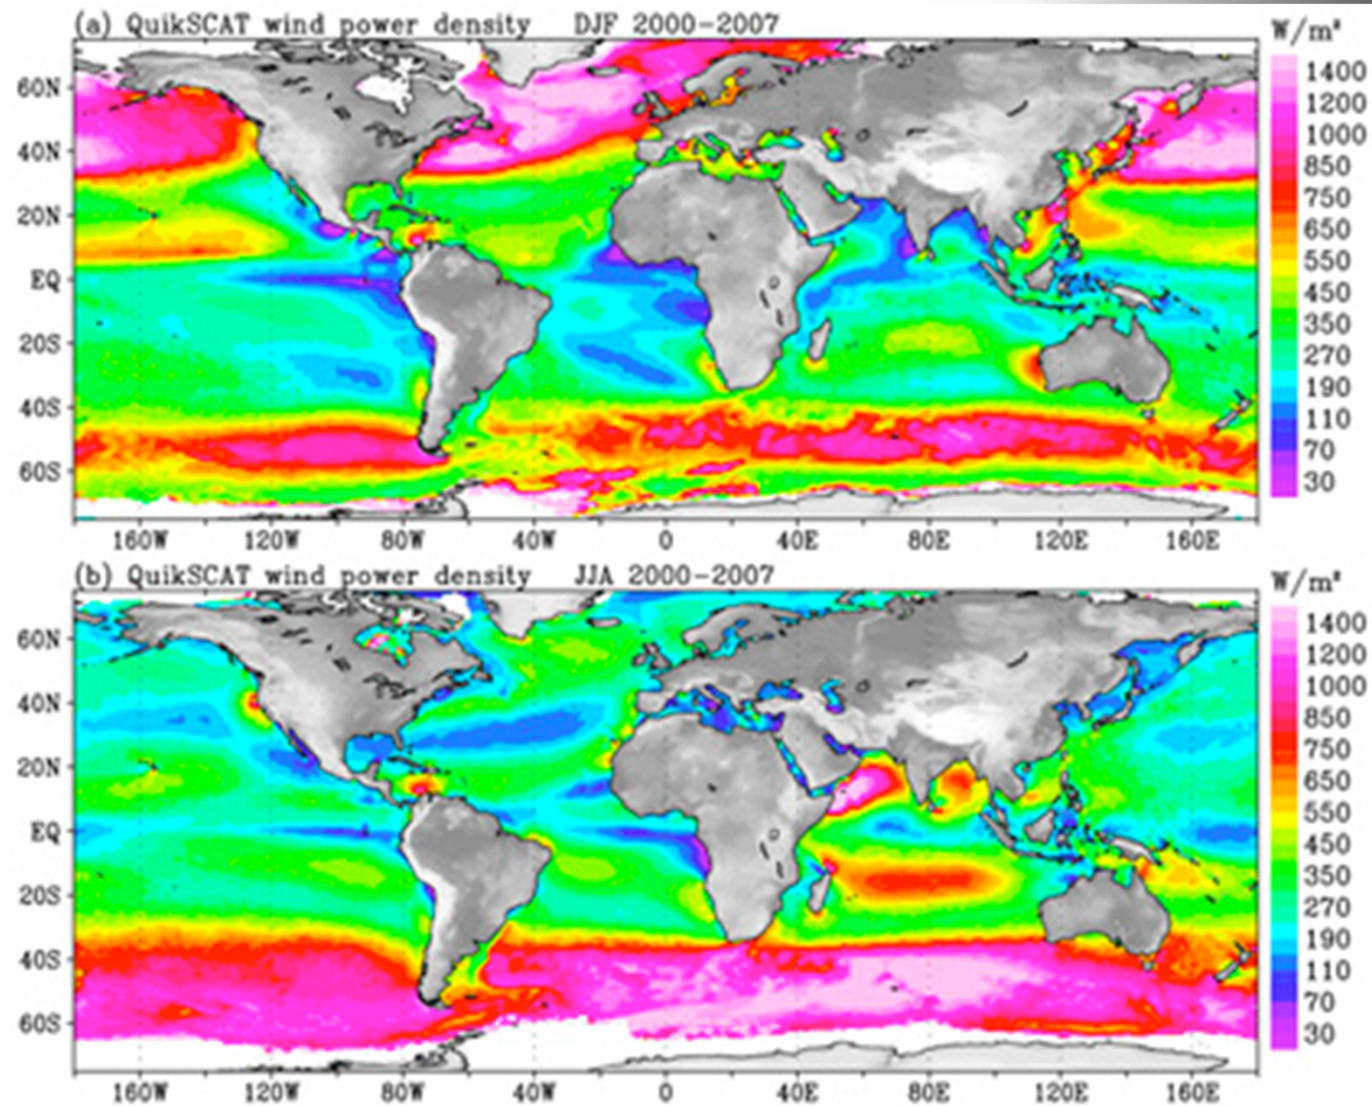 (a) QuikSCAT wind power density DJF 2000-2007 W/m²
60N
40N
20N
EQ
20S
40S
60S
160W 120W 80W 40W 0 40E 80E 120E 160E
1400
1200
1000
850
750
650
550
450
350
270
190
110
70
30
(b) QuikSCAT wind power density JJA 2000-2007 W/m²
60N
40N
20N
EQ
20S
40S
60S
160W 120W 80W 40W 0 40E 80E 120E 160E
1400
1200
1000
850
750
650
550
450
350
270
190
110
70
30